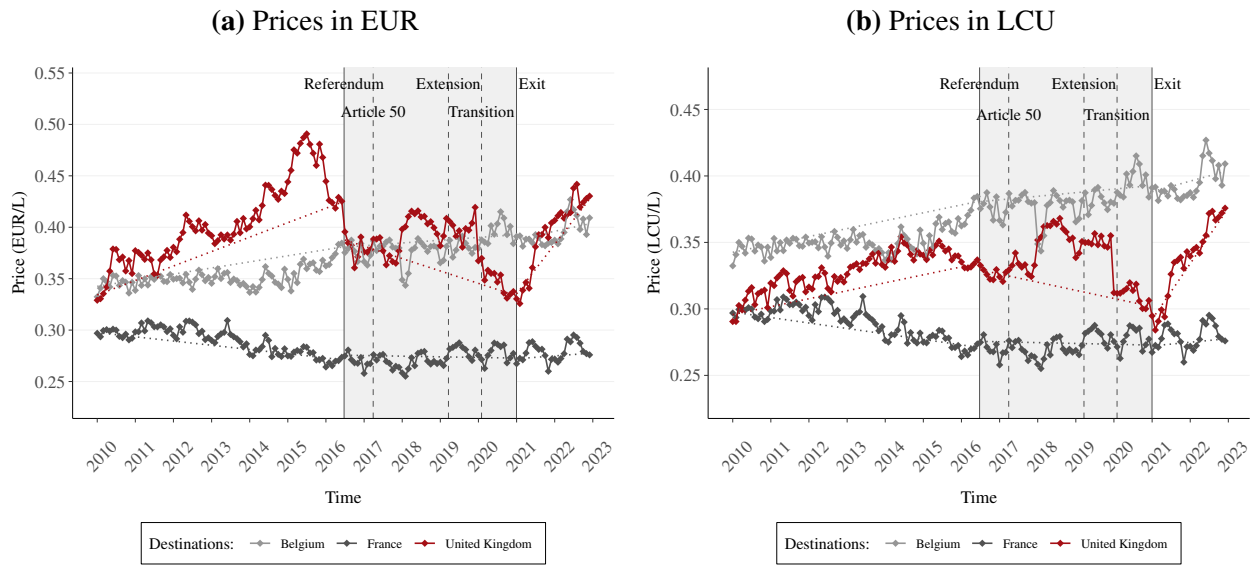 (a) Prices in EUR
Price (EUR/L)
0.55
0.50
0.45
0.40
0.35
0.30
0.25
Referendum
Extension
Exit
Article 50
Transition
2010 2011 2012 2013 2014 2015 2016 2017 2018 2019 2020 2021 2022 2023
Time
Destinations: Belgium France United Kingdom
(b) Prices in LCU
Price (LCU/L)
0.45
0.40
0.35
0.30
0.25
Referendum
Extension
Exit
Article 50
Transition
2010 2011 2012 2013 2014 2015 2016 2017 2018 2019 2020 2021 2022 2023
Time
Destinations: Belgium France United Kingdom